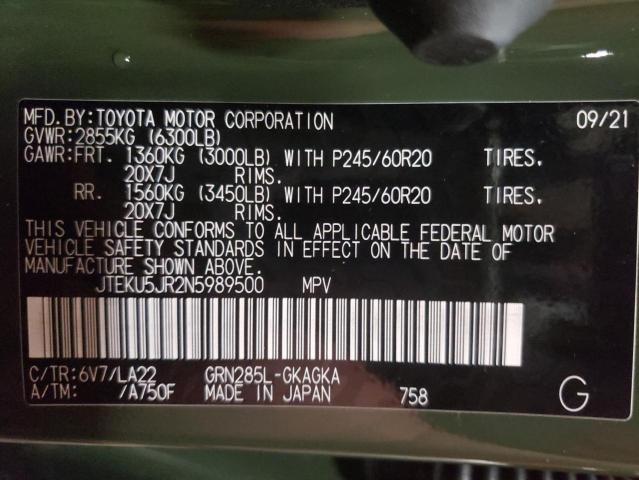 MFD.BY:TOYOTA MOTOR CORPORATION 09/21
GVWR:2855KG (6300LB)
GAWR:FRT. 1360KG (3000LB) WITH P245/60R20 TIRES,
20X7J RIMS.
RR. 1560KG (3450LB) WITH P245/60R20 TIRES,
20X7J RIMS.
THIS VEHICLE CONFORMS TO ALL APPLICABLE FEDERAL MOTOR
VEHICLE SAFETY STANDARDS IN EFFECT ON THE DATE OF
MANUFACTURE SHOWN ABOVE.
JTEKU5JR2N5989500 MPV
C/TR:6V7/LA22 GRN285L-GKAGKA
A/TM: /A750F MADE IN JAPAN 758 G